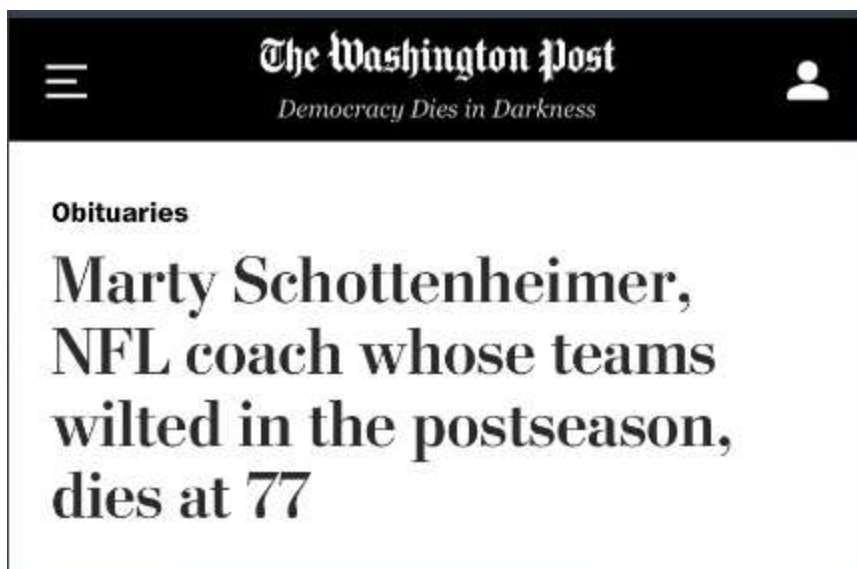 The Washington Post
Democracy Dies in Darkness
Obituaries
Marty Schottenheimer,
NFL coach whose teams
wilted in the postseason,
dies at 77